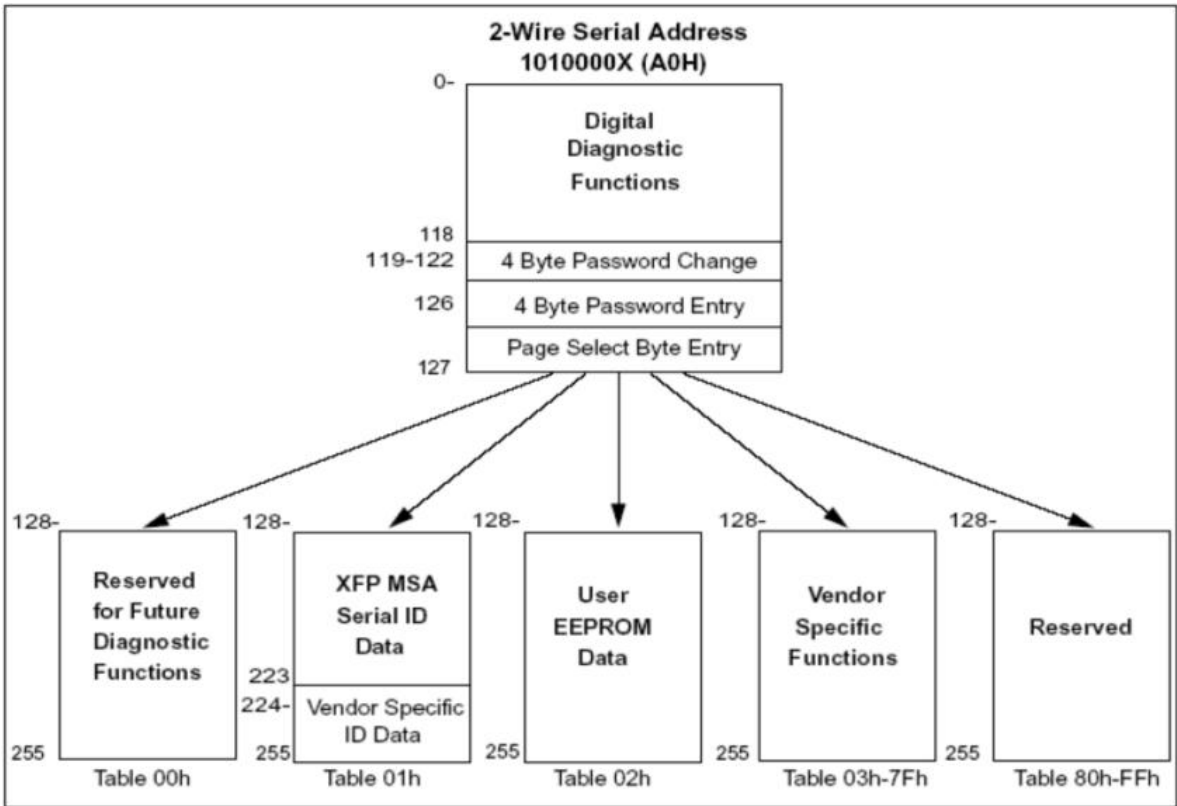 2-Wire Serial Address
1010000X (A0H)
0-
Digital
Diagnostic
Functions
118
119-122
4 Byte Password Change
126
4 Byte Password Entry
Page Select Byte Entry
127
128-
Reserved
for Future
Diagnostic
Functions
255
Table 00h
128-
XFP MSA
Serial ID
Data
223
224-
Vendor Specific
ID Data
255
Table 01h
128-
User
EEPROM
Data
255
Table 02h
128-
Vendor
Specific
Functions
255
Table 03h-7Fh
128-
Reserved
255
Table 80h-FFh